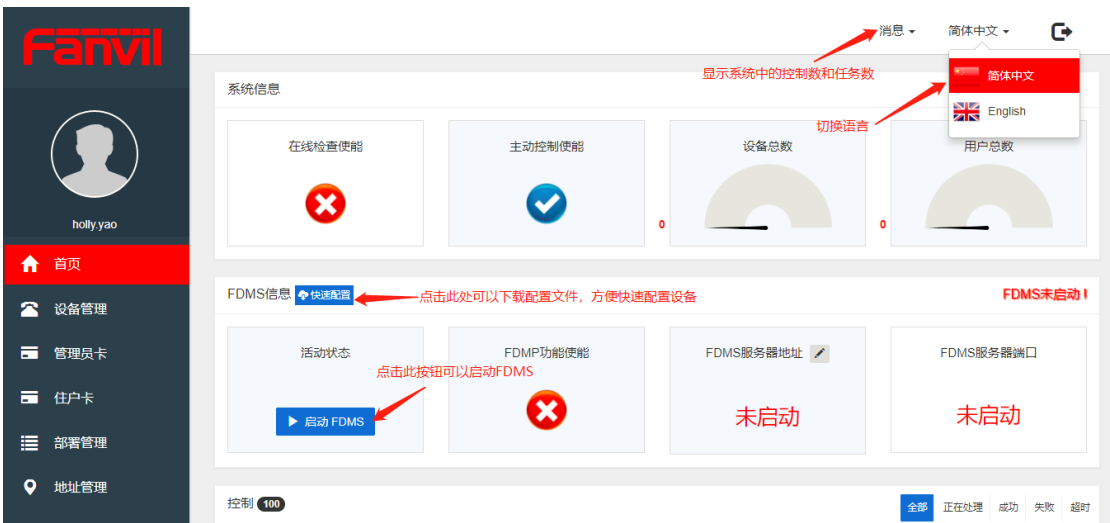 Fanvil
消息
简体中文
显示系统中的控制数和任务数
简体中文
English
切换语言
系统信息
在线检查使能
主动控制使能
设备总数
用户总数
0
0
holly.yao
首页
设备管理
管理员卡
住户卡
部署管理
地址管理
FDMS信息 快速配置
点击此处可以下载配置文件，方便快速配置设备
FDMS未启动！
活动状态
FDMP功能使能
FDMS服务器地址
FDMS服务器端口
点击此按钮可以启动FDMS
启动 FDMS
未启动
未启动
控制 100
全部 正在处理 成功 失败 超时